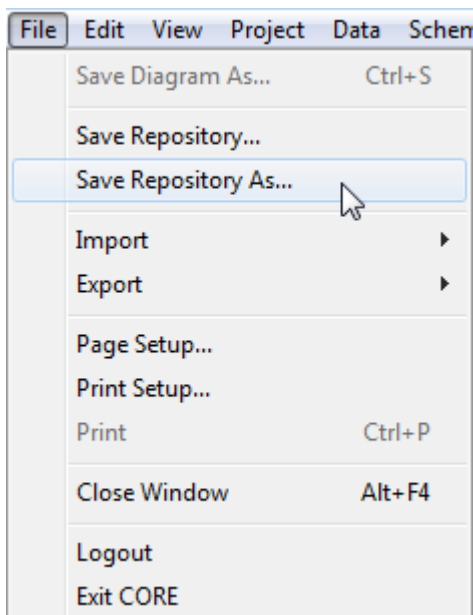 File Edit View Project Data Schem
Save Diagram As... Ctrl+S
Save Repository...
Save Repository As...
Import
Export
Page Setup...
Print Setup...
Print Ctrl+P
Close Window Alt+F4
Logout
Exit CORE